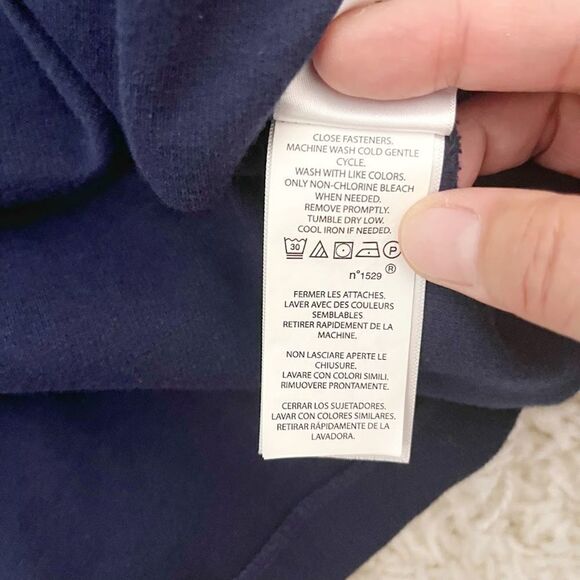 CLOSE FASTENERS.
MACHINE WASH COLD GENTLE
CYCLE.
WASH WITH LIKE COLORS.
ONLY NON-CHLORINE BLEACH
WHEN NEEDED.
REMOVE PROMPTLY.
TUMBLE DRY LOW.
COOL IRON IF NEEDED.
30 P
®
n°1529
FERMER LES ATTACHES.
LAVER AVEC DES COULEURS
SEMBLABLES.
RETIRER RAPIDEMENT DE LA
MACHINE.
NON LASCIARE APERTE LE
CHIUSURE.
LAVARE CON COLORI SIMILI.
RIMUOVERE PRONTAMENTE.
CERRAR LOS SUJETADORES.
LAVAR CON COLORES SIMILARES.
RETIRAR RÁPIDAMENTE DE LA
LAVADORA.